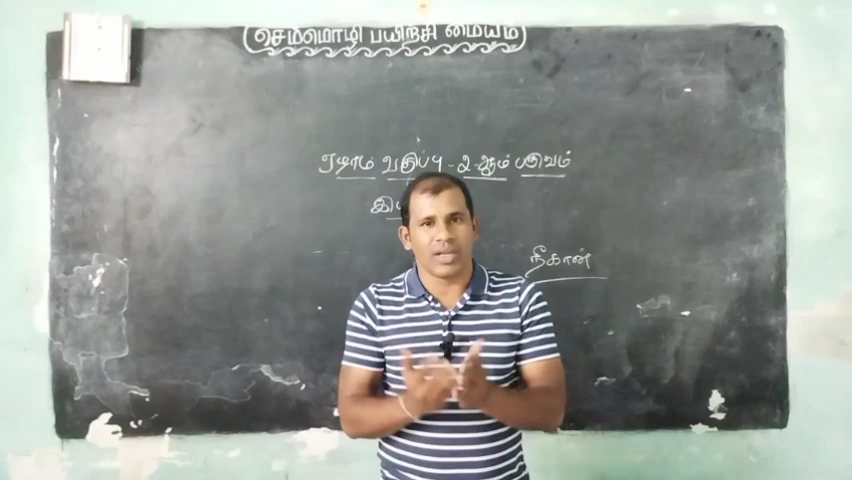 செம்மொழி பயிற்சி மையம்
ஏழாம் வகுப்பு - 2-ஆம் பருவம்
நீகான்